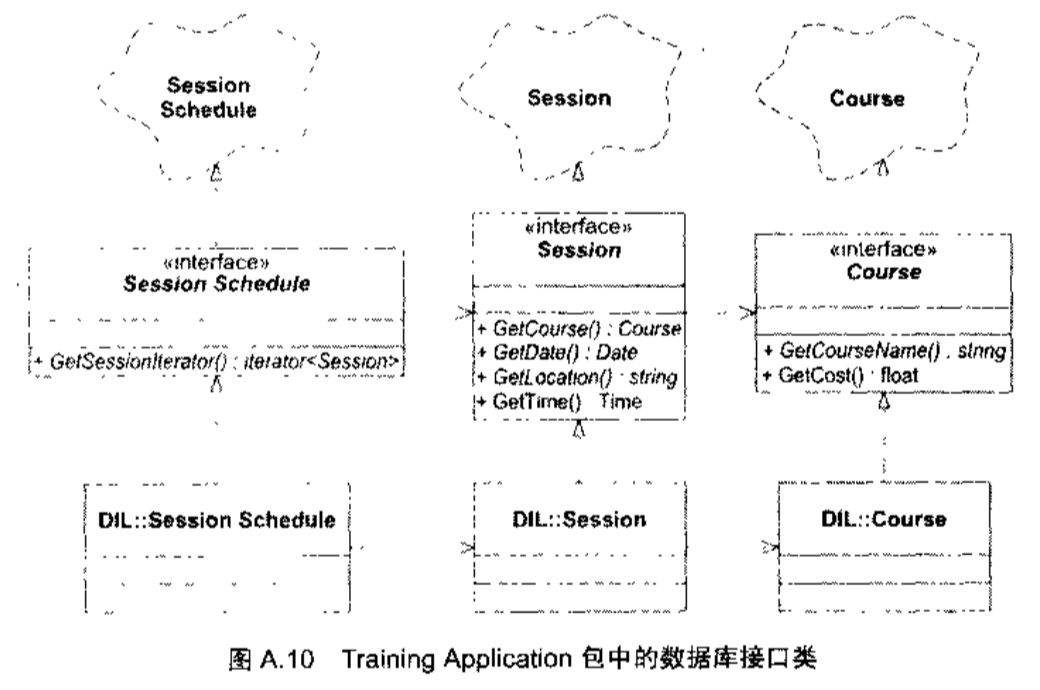 Session
Schedule
Session
Course
«interface»
Session Schedule
+ GetSessionIterator() : iterator<Session>
«interface»
Session
+ GetCourse() : Course
+ GetDate() : Date
+ GetLocation() : string
+ GetTime() : Time
«interface»
Course
+ GetCourseName() : string
+ GetCost() : float
DIL::Session Schedule
DIL::Session
DIL::Course
图 A.10 Training Application 包中的数据库接口类